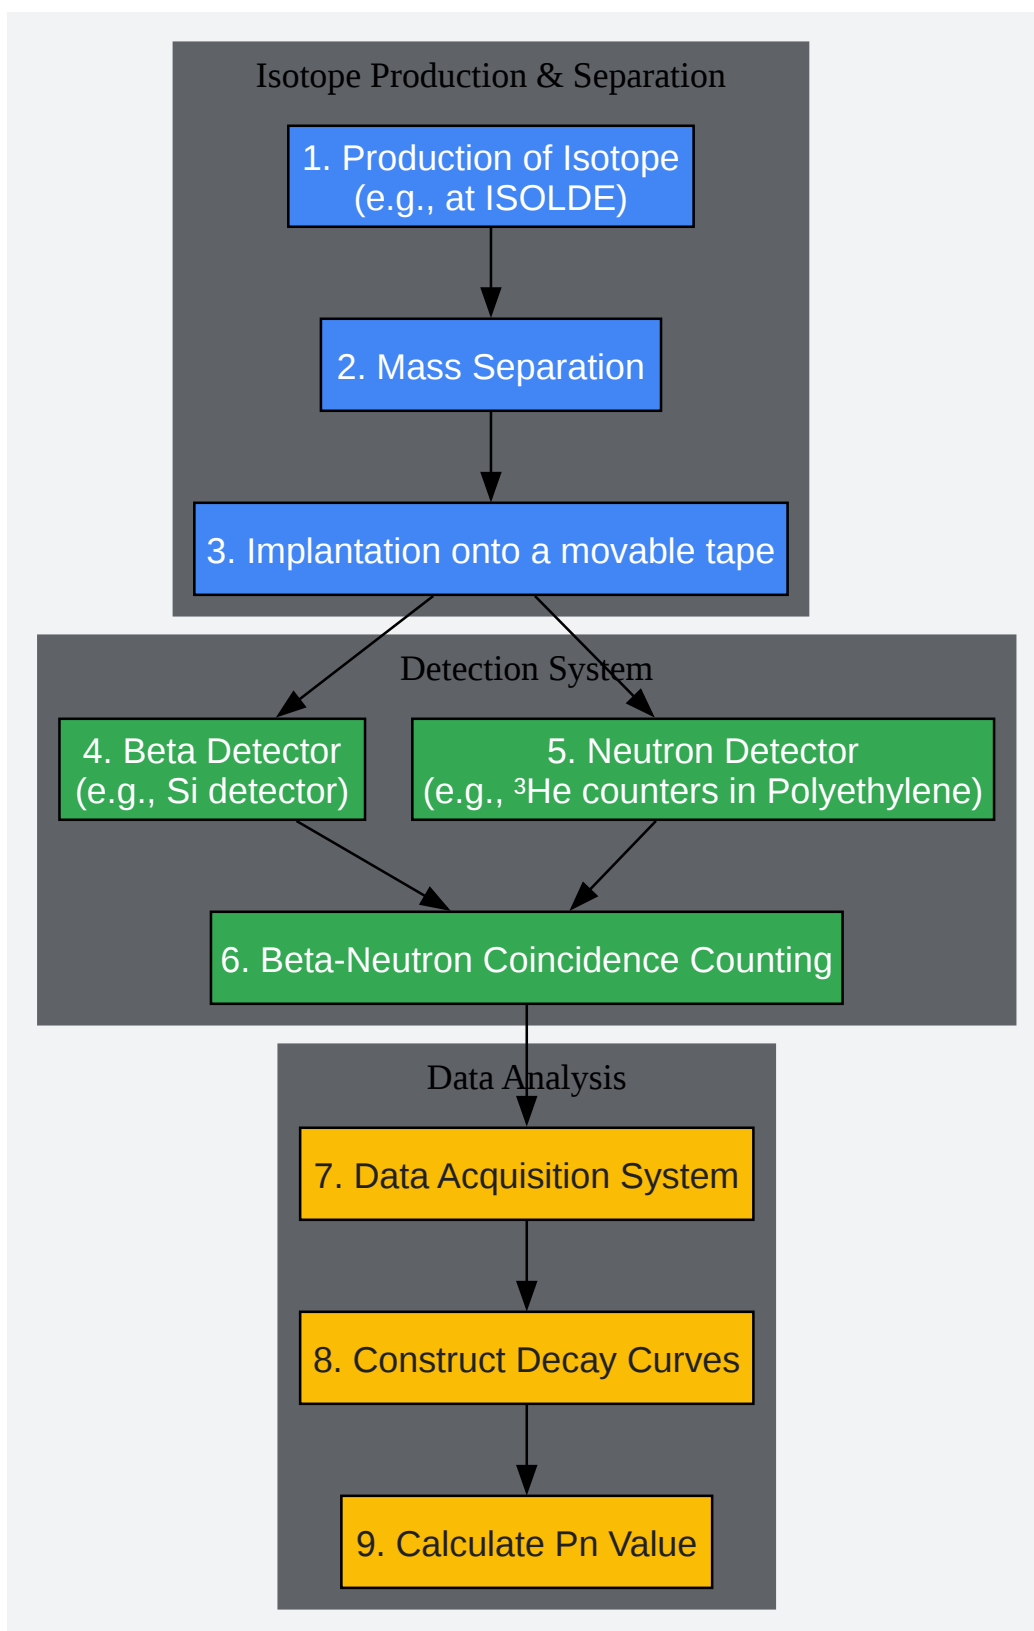 Isotope Production & Separation
1. Production of Isotope
(e.g., at ISOLDE)
2. Mass Separation
3. Implantation onto a movable tape
Detection System
4. Beta Detector
(e.g., Si detector)
5. Neutron Detector
(e.g., ³He counters in Polyethylene)
6. Beta-Neutron Coincidence Counting
Data Analysis
7. Data Acquisition System
8. Construct Decay Curves
9. Calculate Pn Value